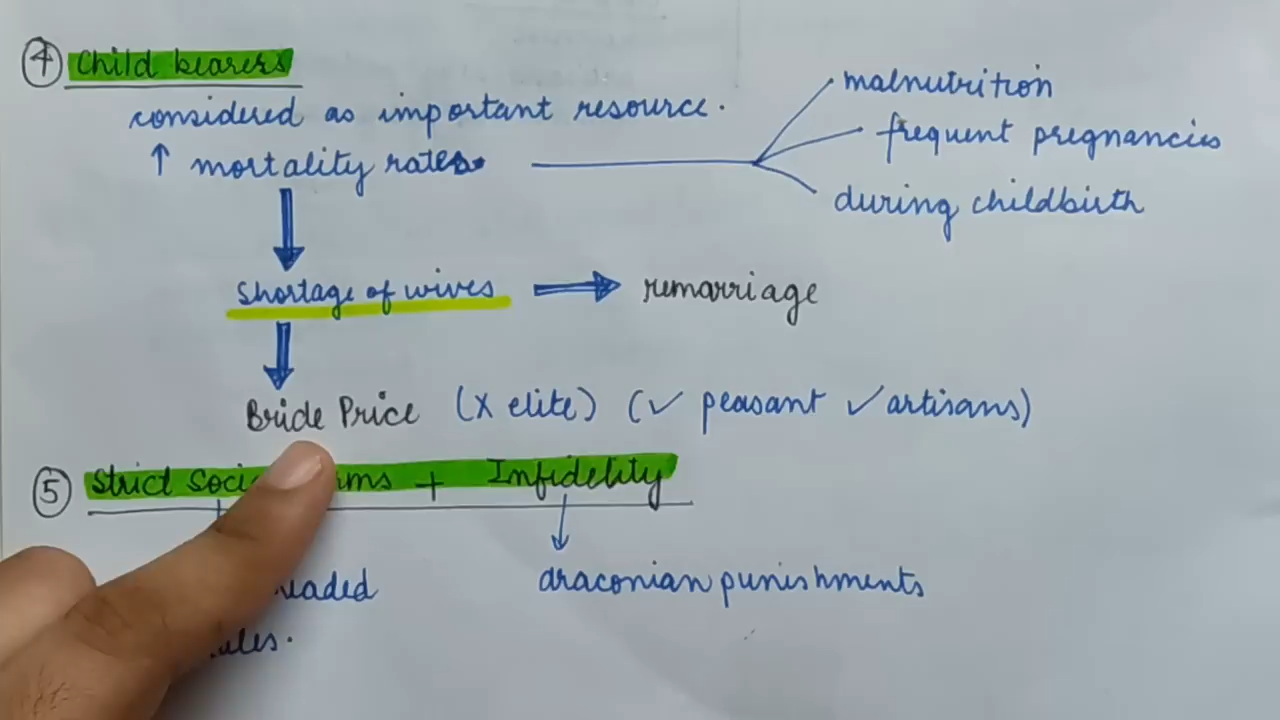 ④ Child bearers
considered as important resource.
↑ mortality rates
malnutrition
frequent pregnancies
during childbirth
Shortage of wives → remarriage
Bride Price (X elite) (✓ peasant ✓ artisans)
⑤ Strict + Infidelity
draconian punishments